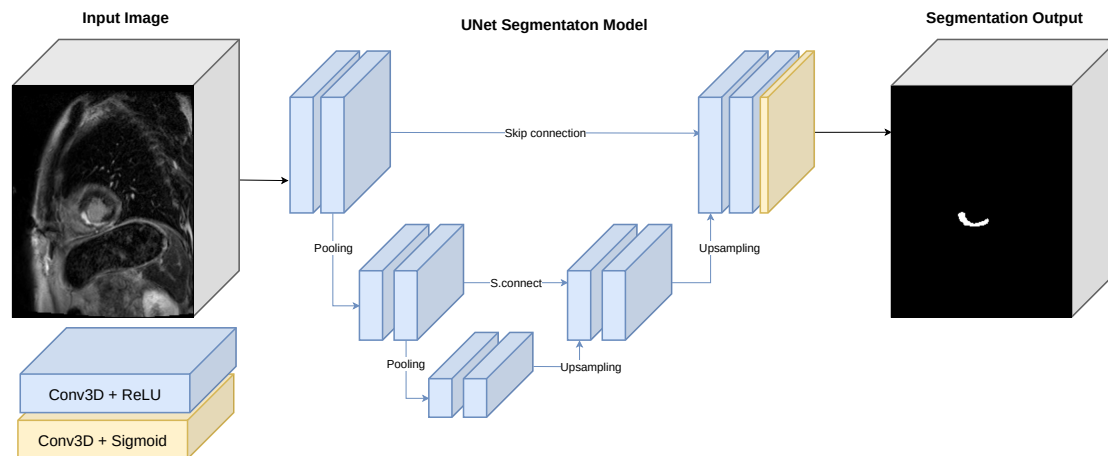 Input Image
UNet Segmentaton Model
Segmentation Output
Skip connection
Pooling
Upsampling
S.connect
Pooling
Upsampling
Conv3D + ReLU
Conv3D + Sigmoid